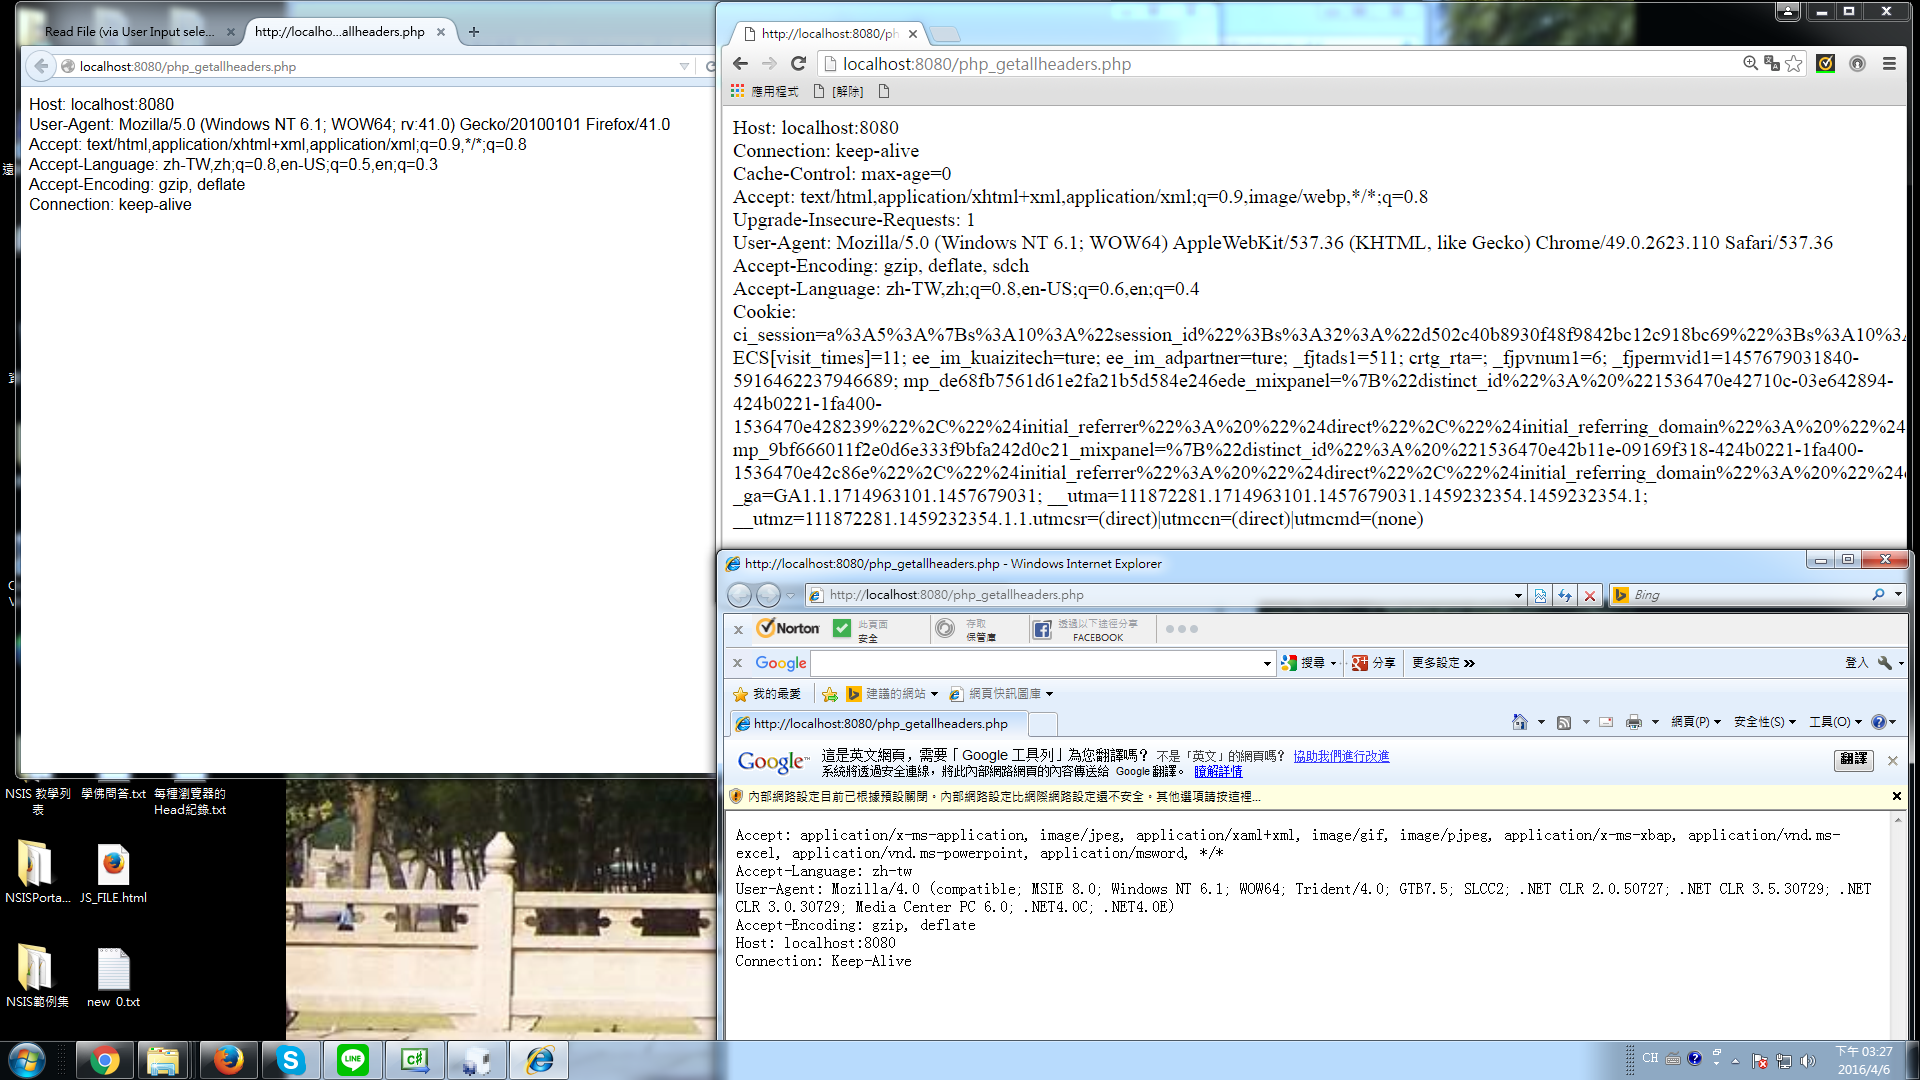 Read File (via User Input sele...
http://localho...allheaders.php
localhost:8080/php_getallheaders.php
Host: localhost:8080
User-Agent: Mozilla/5.0 (Windows NT 6.1; WOW64; rv:41.0) Gecko/20100101 Firefox/41.0
Accept: text/html,application/xhtml+xml,application/xml;q=0.9,*/*;q=0.8
Accept-Language: zh-TW,zh;q=0.8,en-US;q=0.5,en;q=0.3
Accept-Encoding: gzip, deflate
Connection: keep-alive
http://localhost:8080/ph
localhost:8080/php_getallheaders.php
應用程式
[解除]
Host: localhost:8080
Connection: keep-alive
Cache-Control: max-age=0
Accept: text/html,application/xhtml+xml,application/xml;q=0.9,image/webp,*/*;q=0.8
Upgrade-Insecure-Requests: 1
User-Agent: Mozilla/5.0 (Windows NT 6.1; WOW64) AppleWebKit/537.36 (KHTML, like Gecko) Chrome/49.0.2623.110 Safari/537.36
Accept-Encoding: gzip, deflate, sdch
Accept-Language: zh-TW,zh;q=0.8,en-US;q=0.6,en;q=0.4
Cookie:
ci_session=a%3A5%3A%7Bs%3A10%3A%22session_id%22%3Bs%3A32%3A%22d502c40b8930f48f9842bc12c918bc69%22%3Bs%3A10%3A
ECS[visit_times]=11; ee_im_kuaizitech=ture; ee_im_adpartner=ture; _fjtads1=511; crtg_rta=; _fjpvnum1=6; _fjpermvid1=1457679031840-
5916462237946689; mp_de68fb7561d61e2fa21b5d584e246ede_mixpanel=%7B%22distinct_id%22%3A%20%221536470e42710c-03e642894-
424b0221-1fa400-
1536470e428239%22%2C%22%24initial_referrer%22%3A%20%22%24direct%22%2C%22%24initial_referring_domain%22%3A%20%22%24
mp_9bf666011f2e0d6e333f9bfa242d0c21_mixpanel=%7B%22distinct_id%22%3A%20%221536470e42b11e-09169f318-424b0221-1fa400-
1536470e42c86e%22%2C%22%24initial_referrer%22%3A%20%22%24direct%22%2C%22%24initial_referring_domain%22%3A%20%22%24
_ga=GA1.1.1714963101.1457679031; __utma=111872281.1714963101.1457679031.1459232354.1459232354.1;
__utmz=111872281.1459232354.1.1.utmcsr=(direct)|utmccn=(direct)|utmcmd=(none)
http://localhost:8080/php_getallheaders.php - Windows Internet Explorer
http://localhost:8080/php_getallheaders.php
Bing
Norton
此頁面
安全
存取
保管庫
透過以下途徑分享
FACEBOOK
Google
搜尋
分享
更多設定 »
登入
我的最愛
建議的網站
網頁快訊圖庫
http://localhost:8080/php_getallheaders.php
網頁(P)
安全性(S)
工具(O)
Google
這是英文網頁，需要「Google 工具列」為您翻譯嗎？ 不是「英文」的網頁嗎？ 協助我們進行改進
系統將透過安全連線，將此內部網路網頁的內容傳送給 Google 翻譯。 瞭解詳情
翻譯
內部網路設定目前已根據預設關閉。內部網路設定比網際網路設定還不安全。其他選項請按這裡...
Accept: application/x-ms-application, image/jpeg, application/xaml+xml, image/gif, image/pjpeg, application/x-ms-xbap, application/vnd.ms-
excel, application/vnd.ms-powerpoint, application/msword, */*
Accept-Language: zh-tw
User-Agent: Mozilla/4.0 (compatible; MSIE 8.0; Windows NT 6.1; WOW64; Trident/4.0; GTB7.5; SLCC2; .NET CLR 2.0.50727; .NET CLR 3.5.30729; .NET
CLR 3.0.30729; Media Center PC 6.0; .NET4.0C; .NET4.0E)
Accept-Encoding: gzip, deflate
Host: localhost:8080
Connection: Keep-Alive
NSIS 教學列
表
學佛問答.txt
每種瀏覽器的
Head紀錄.txt
NSISPorta...
JS_FILE.html
NSIS範例集
new 0.txt
LINE
C#
CH
下午 03:27
2016/4/6